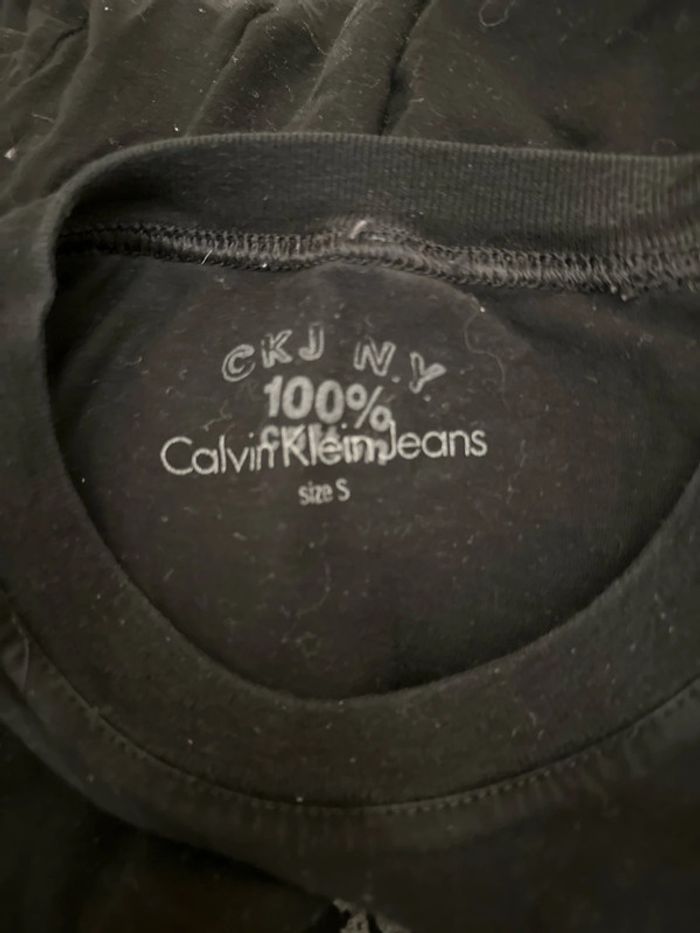 CKJ N.Y
100%
Calvin Klein Jeans
size S